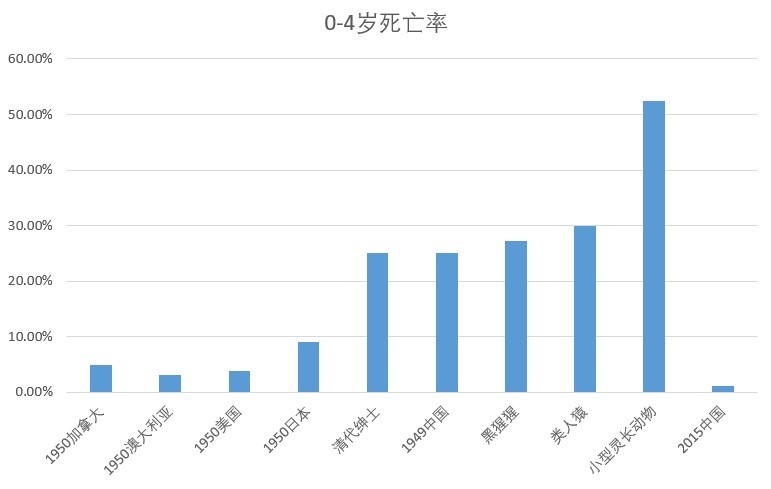 0-4岁死亡率
60.00%
50.00%
40.00%
30.00%
20.00%
10.00%
0.00%
1950加拿大
1950澳大利亚
1950美国
1950日本
清代绅士
1949中国
黑猩猩
类人猿
小型灵长动物
2015中国